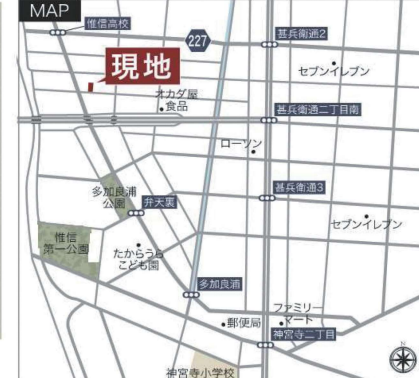 MAP
惟信高校
227
甚兵衛通2
現地
セブンイレブン
オカダ屋
食品
甚兵衛通二丁目南
ローソン
多加良浦
公園
弁天裏
甚兵衛通3
惟信
第一公園
セブンイレブン
たからうら
こども園
多加良浦
ファミリー
マート
郵便局
神宮寺二丁目
神宮寺小学校
N